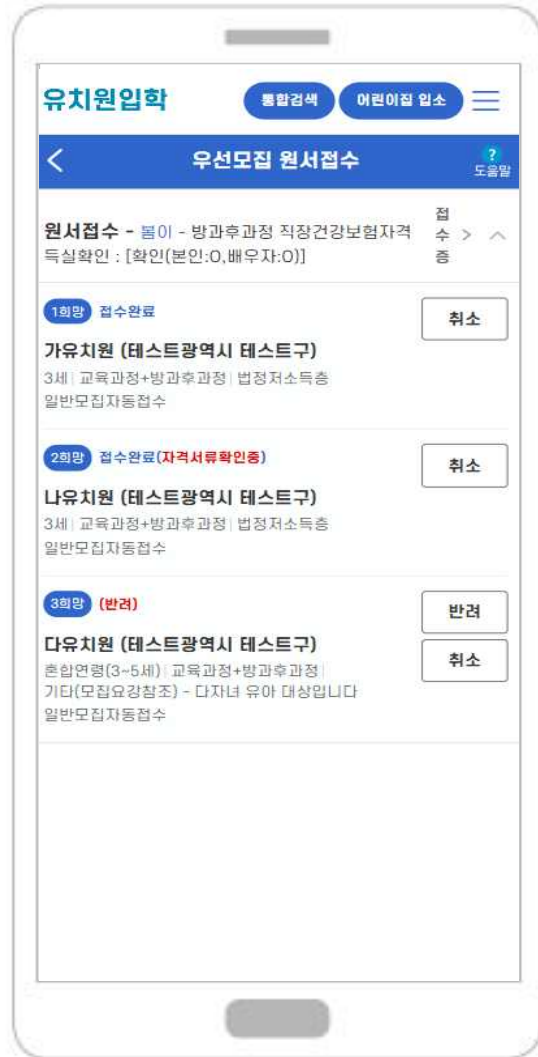 유치원입학
통합검색
어린이집 입소
우선모집 원서접수
?
도움말
원서접수 - 봄이 - 방과후과정 직장건강보험자격
득실확인 : [확인(본인:O,배우자:O)]
접
수
증
1희망 접수완료
취소
가유치원 (테스트광역시 테스트구)
3세| 교육과정+방과후과정| 법정저소득층
일반모집자동접수
2희망 접수완료(자격서류확인중)
취소
나유치원 (테스트광역시 테스트구)
3세| 교육과정+방과후과정| 법정저소득층
일반모집자동접수
3희망 (반려)
반려
다유치원 (테스트광역시 테스트구)
취소
혼합연령(3~5세)| 교육과정+방과후과정|
기타(모집요강참조) - 다자녀 유아 대상입니다
일반모집자동접수